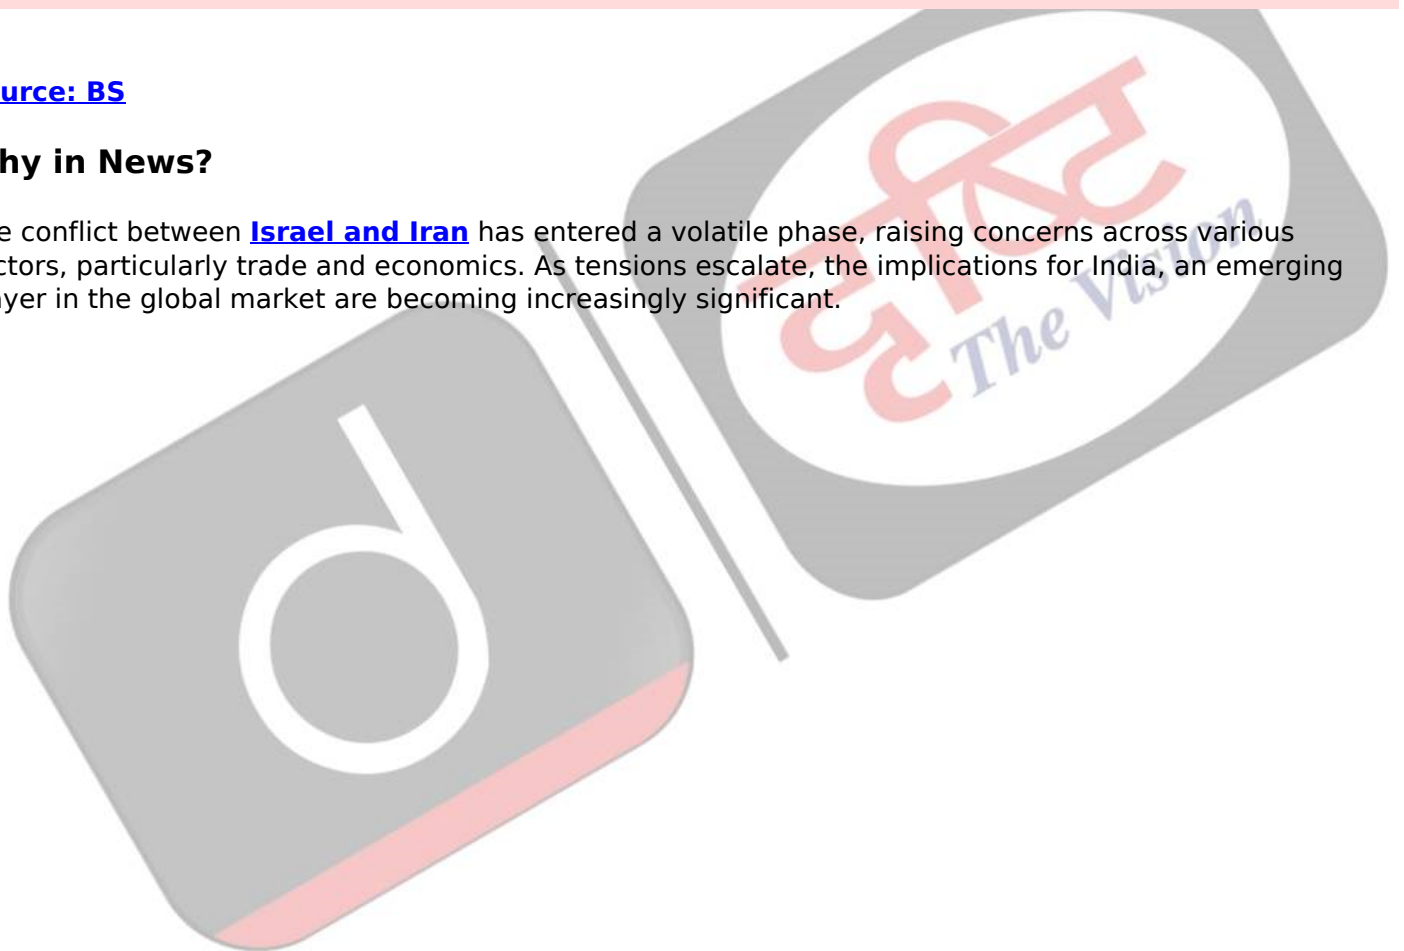 urce: BS
hy in News?
e conflict between Israel and Iran has entered a volatile phase, raising concerns across various
ctors, particularly trade and economics. As tensions escalate, the implications for India, an emerging
ayer in the global market are becoming increasingly significant.
दृष्टि
The Vision
d